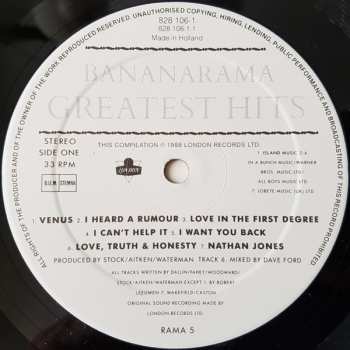 ALL RIGHTS OF THE PRODUCER AND OF THE OWNER OF THE WORK REPRODUCED RESERVED. UNAUTHORISED COPYING, HIRING, LENDING, PUBLIC PERFORMANCE AND BROADCASTING OF THIS RECORD PROHIBITED.
828 106-1
828 106.1 1
Made in Holland
BANANARAMA
GREATEST HITS
STEREO
SIDE ONE
33 RPM
THIS COMPILATION ℗ 1988 LONDON RECORDS LTD.
BIEM STEMRA
LONDON
1 ISLAND MUSIC 2-6
IN A BUNCH MUSIC/WARNER
BROS. MUSIC LTD/
ALL BOYS MUSIC LTD.
7 JOBETE MUSIC (UK) LTD.
1 VENUS 2 I HEARD A RUMOUR 3 LOVE IN THE FIRST DEGREE
4 I CAN'T HELP IT 5 I WANT YOU BACK
6 LOVE, TRUTH & HONESTY 7 NATHAN JONES
PRODUCED BY STOCK/AITKEN/WATERMAN TRACK 6 MIXED BY DAVE FORD
ALL TRACKS WRITTEN BY DALLIN/FAHEY/WOODWARD/
STOCK/AITKEN/WATERMAN EXCEPT 1 BY ROBERT
LEEUWEN 7 WAKEFIELD/CASTON
ORIGINAL SOUND RECORDING MADE BY
LONDON RECORDS LTD
RAMA 5